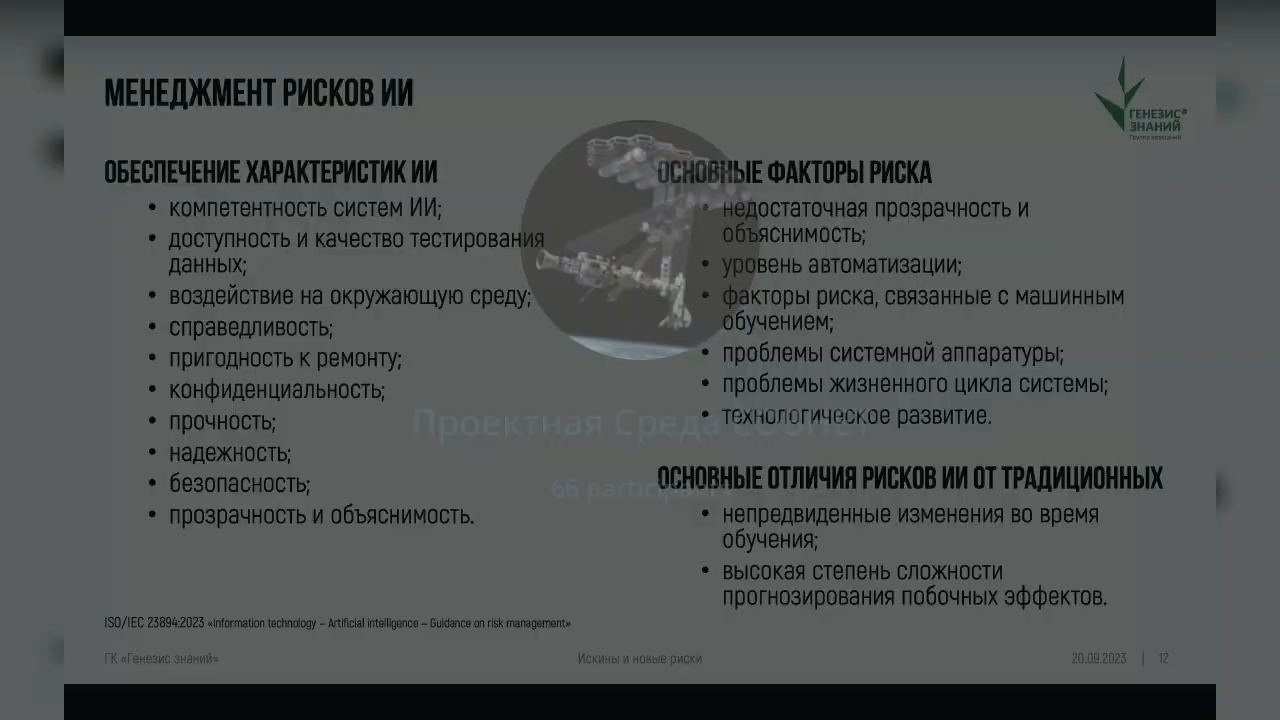 МЕНЕДЖМЕНТ РИСКОВ ИИ
ГЕНЕЗИС®
ЗНАНИЙ
Группа компаний
ОБЕСПЕЧЕНИЕ ХАРАКТЕРИСТИК ИИ
• компетентность систем ИИ;
• доступность и качество тестирования
данных;
• воздействие на окружающую среду;
• справедливость;
• пригодность к ремонту;
• конфиденциальность;
• прочность;
• надежность;
• безопасность;
• прозрачность и объяснимость.
ОСНОВНЫЕ ФАКТОРЫ РИСКА
• недостаточная прозрачность и
объяснимость;
• уровень автоматизации;
• факторы риска, связанные с машинным
обучением;
• проблемы системной аппаратуры;
• проблемы жизненного цикла системы;
• технологическое развитие.
Проектная Среда
66 participants
ОСНОВНЫЕ ОТЛИЧИЯ РИСКОВ ИИ ОТ ТРАДИЦИОННЫХ
• непредвиденные изменения во время
обучения;
• высокая степень сложности
прогнозирования побочных эффектов.
ISO/IEC 23894:2023 «Information technology – Artificial intelligence – Guidance on risk management»
ГК «Генезис знаний»
Искины и новые риски
20.09.2023 | 12